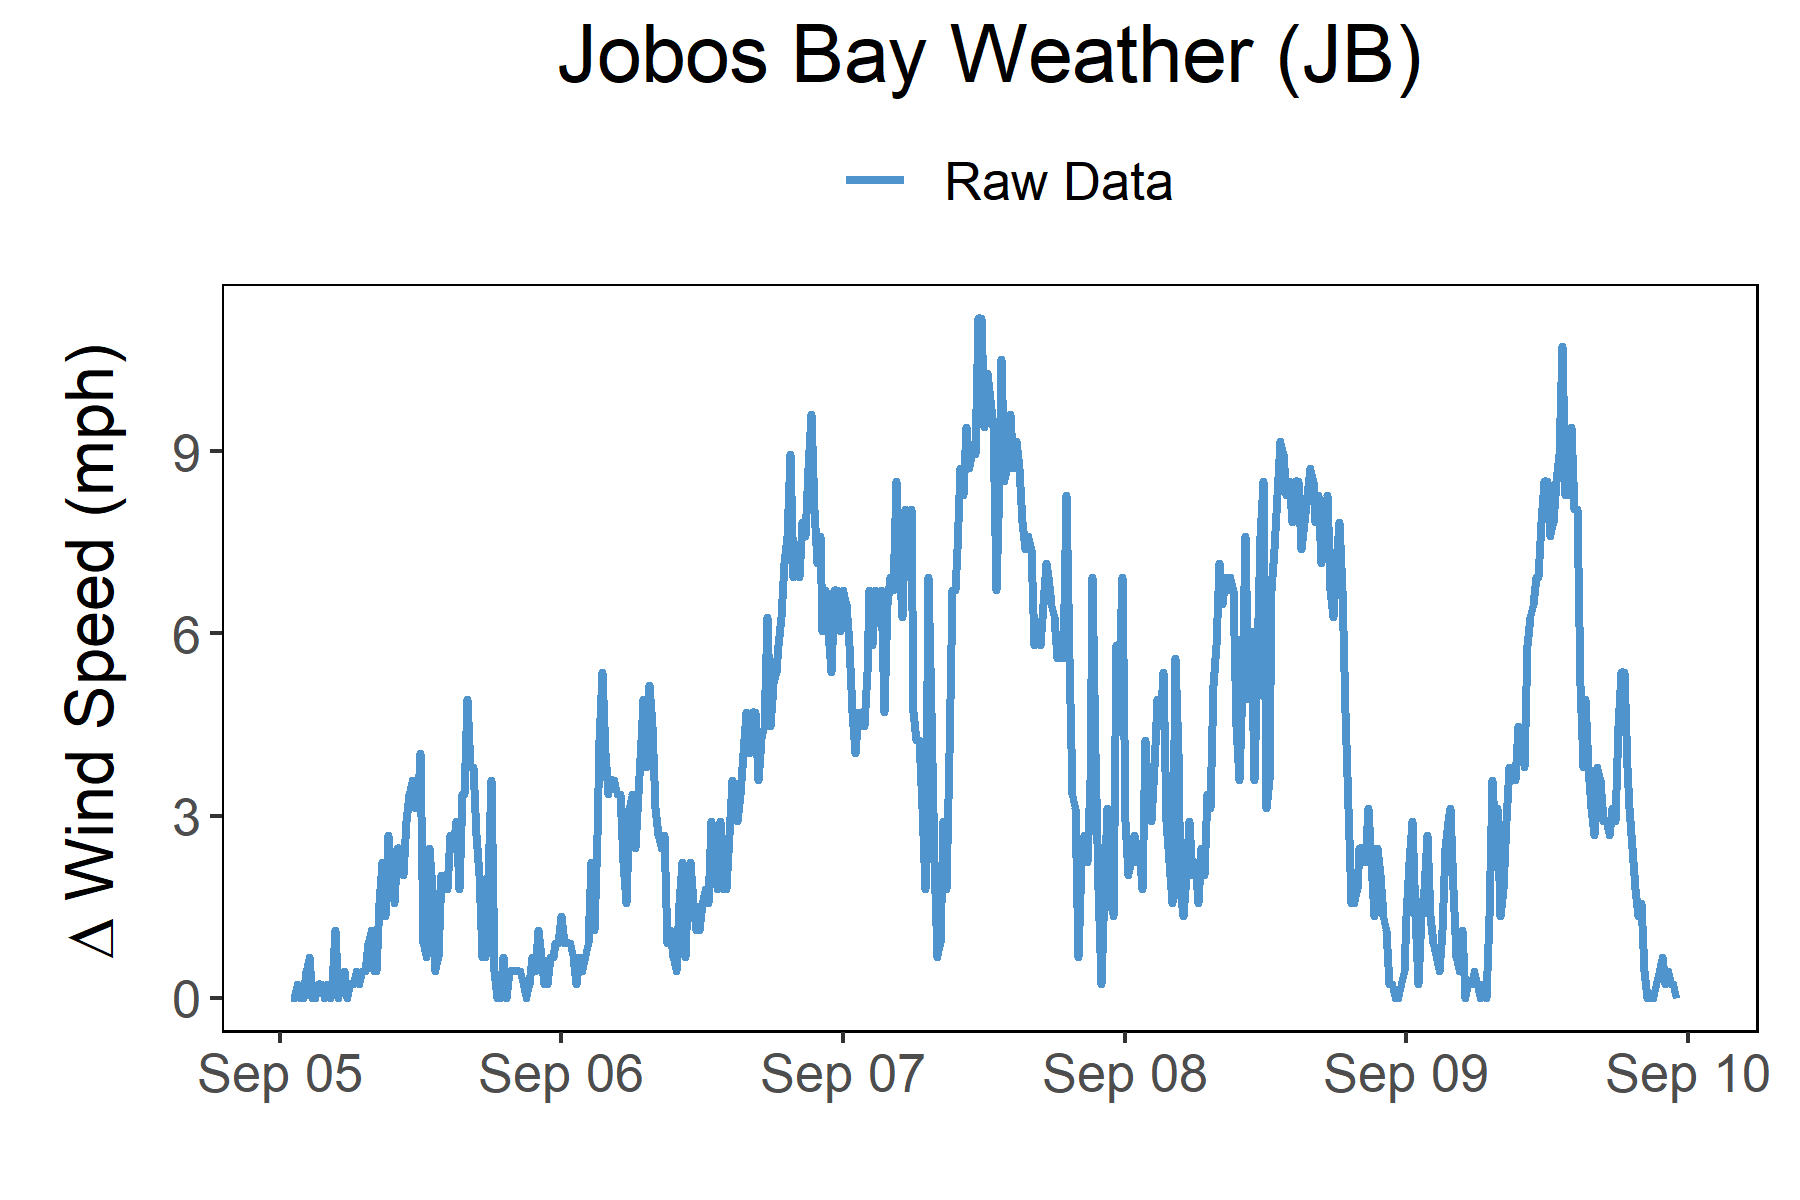 Jobos Bay Weather (JB)
Raw Data
Δ Wind Speed (mph)
9
6
3
0
Sep 05 Sep 06 Sep 07 Sep 08 Sep 09 Sep 10